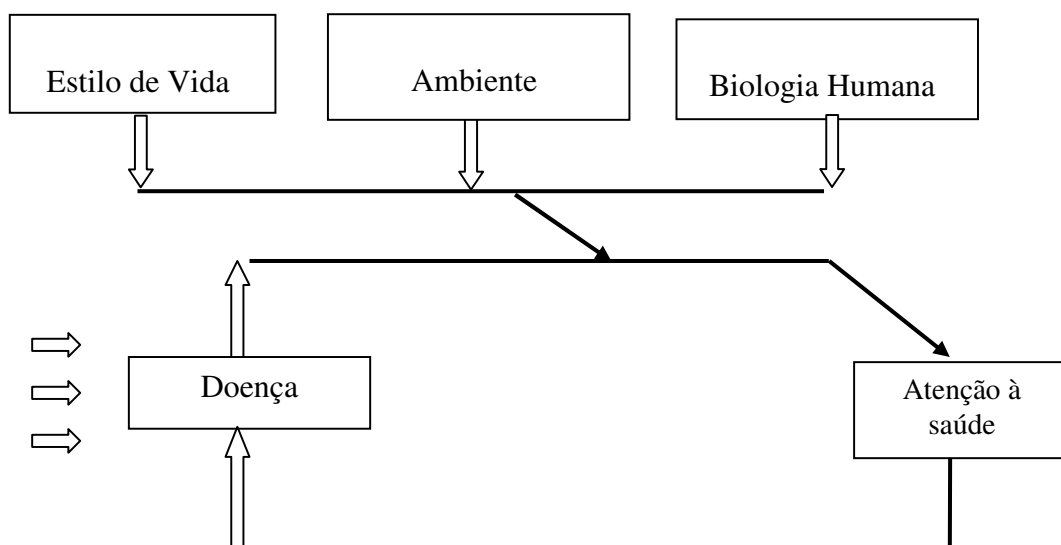 Estilo de Vida
Ambiente
Biologia Humana
Doença
Atenção à
saúde